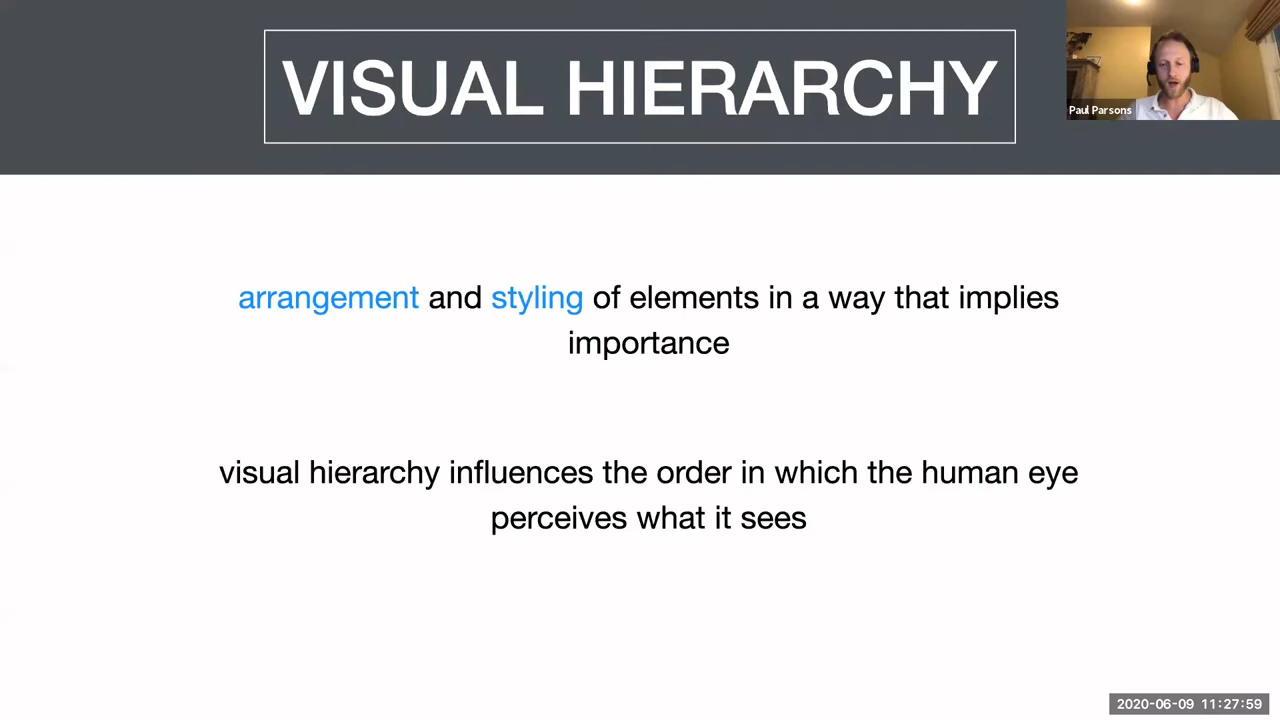 VISUAL HIERARCHY
Paul Parsons
arrangement and styling of elements in a way that implies
importance
visual hierarchy influences the order in which the human eye
perceives what it sees
2020-06-09 11:27:59